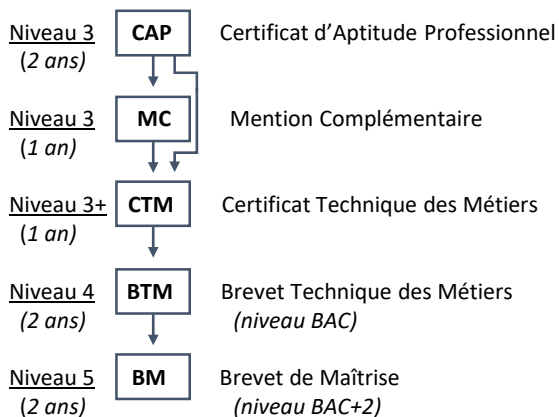 Niveau 3 CAP Certificat d’Aptitude Professionnel
(2 ans)
Niveau 3 MC Mention Complémentaire
(1 an)
Niveau 3+ CTM Certificat Technique des Métiers
(1 an)
Niveau 4 BTM Brevet Technique des Métiers
(2 ans) (niveau BAC)
Niveau 5 BM Brevet de Maîtrise
(2 ans) (niveau BAC+2)